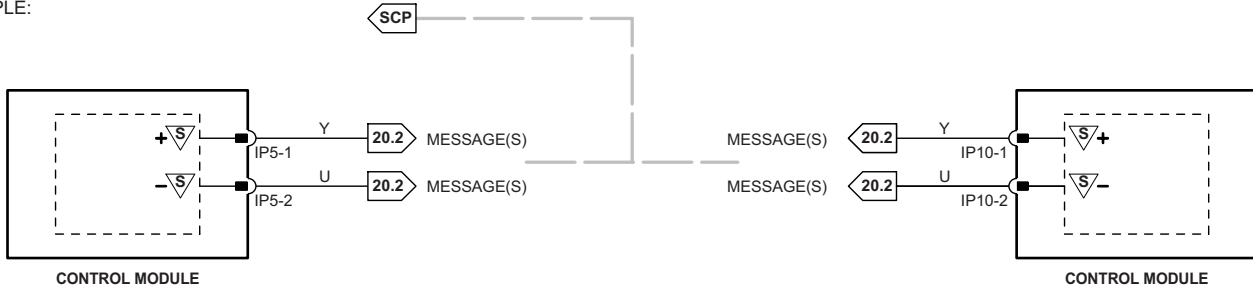 PLE:
SCP
+ S Y 20.2 MESSAGE(S) MESSAGE(S) 20.2 Y S +
IP5-1 IP10-1
– S U 20.2 MESSAGE(S) MESSAGE(S) 20.2 U S –
IP5-2 IP10-2
CONTROL MODULE CONTROL MODULE